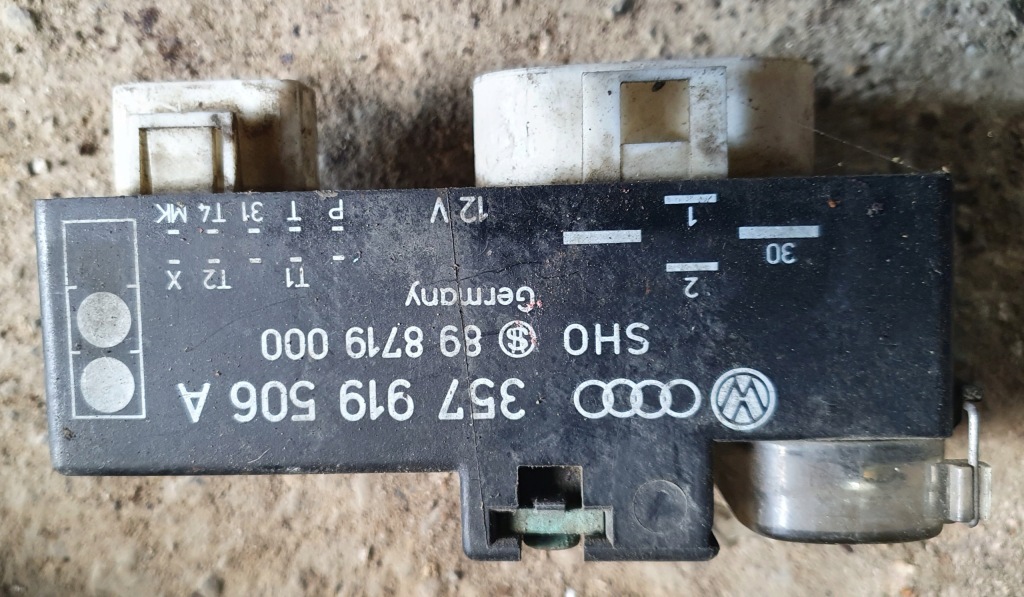 357 919 506 A
SHO 89 8719 000
Germany
2 T1 T2 X
30
1 12 V P T 31 T4 MK